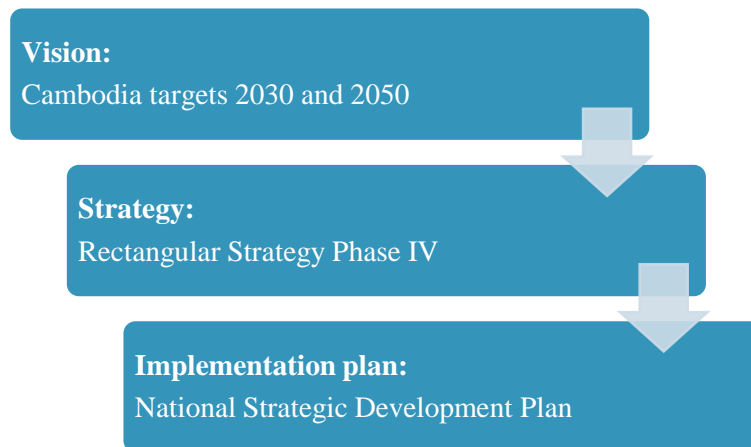 Vision:
Cambodia targets 2030 and 2050
Strategy:
Rectangular Strategy Phase IV
Implementation plan:
National Strategic Development Plan